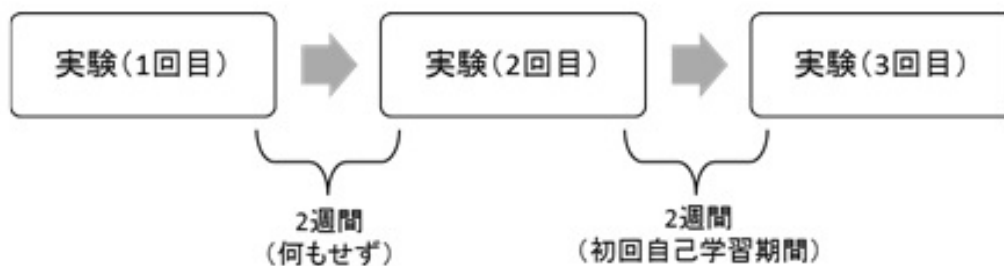 実験(1回目)
実験(2回目)
実験(3回目)
2週間
(何もせず)
2週間
(初回自己学習期間)